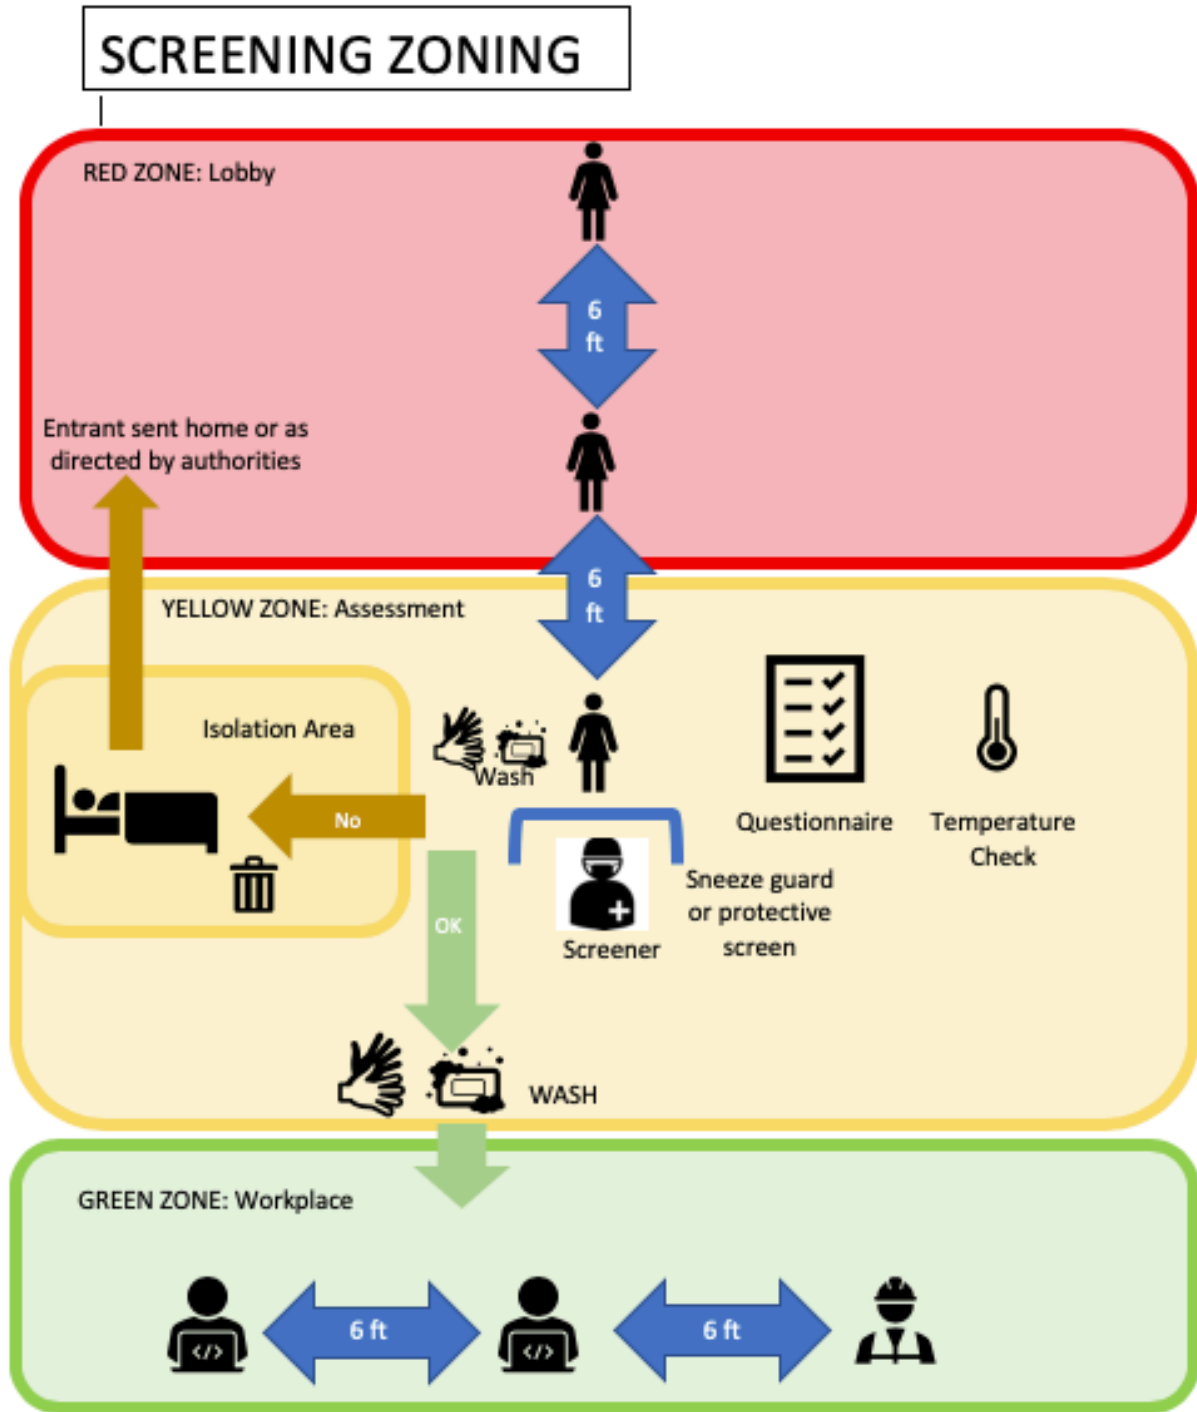 SCREENING ZONING
RED ZONE: Lobby
6
ft
Entrant sent home or as
directed by authorities
6
ft
YELLOW ZONE: Assessment
Isolation Area
Wash
No
Questionnaire
Temperature
Check
Sneeze guard
or protective
screen
OK
Screener
WASH
GREEN ZONE: Workplace
</>
6 ft
</>
6 ft